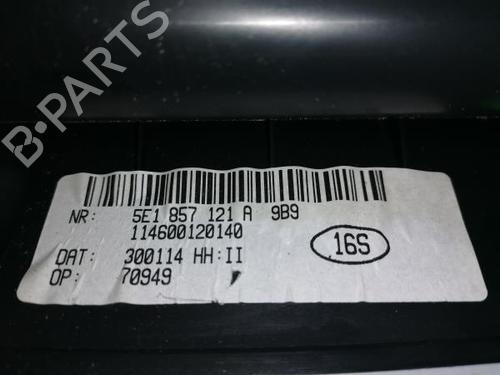 B-PARTS
NR: 5E1 857 121 A 9B9
114600120140
DAT: 300114 HH:II
OP: 70949
16S